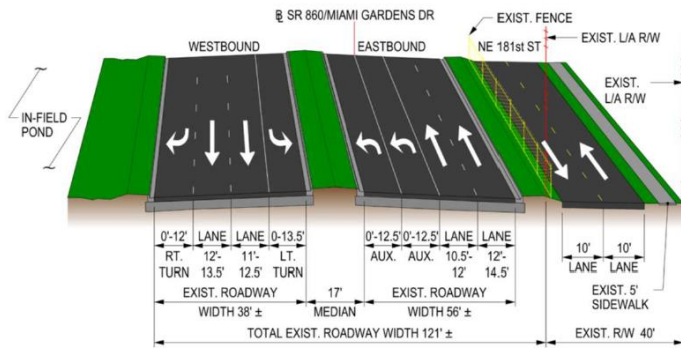 ℄ SR 860/MIAMI GARDENS DR
EXIST. FENCE
WESTBOUND
EASTBOUND
NE 181st ST
EXIST. L/A R/W
EXIST.
L/A R/W
IN-FIELD
POND
0'-12'
RT.
TURN
LANE
12'-
13.5'
LANE
11'-
12.5'
0-13.5'
LT.
TURN
0'-12.5'
AUX.
0'-12.5'
AUX.
LANE
10.5'-
12'
LANE
12'-
14.5'
10'
LANE
10'
LANE
EXIST. ROADWAY
WIDTH 38' ±
17'
MEDIAN
EXIST. ROADWAY
WIDTH 56' ±
EXIST. 5'
SIDEWALK
TOTAL EXIST. ROADWAY WIDTH 121' ±
EXIST. R/W 40'